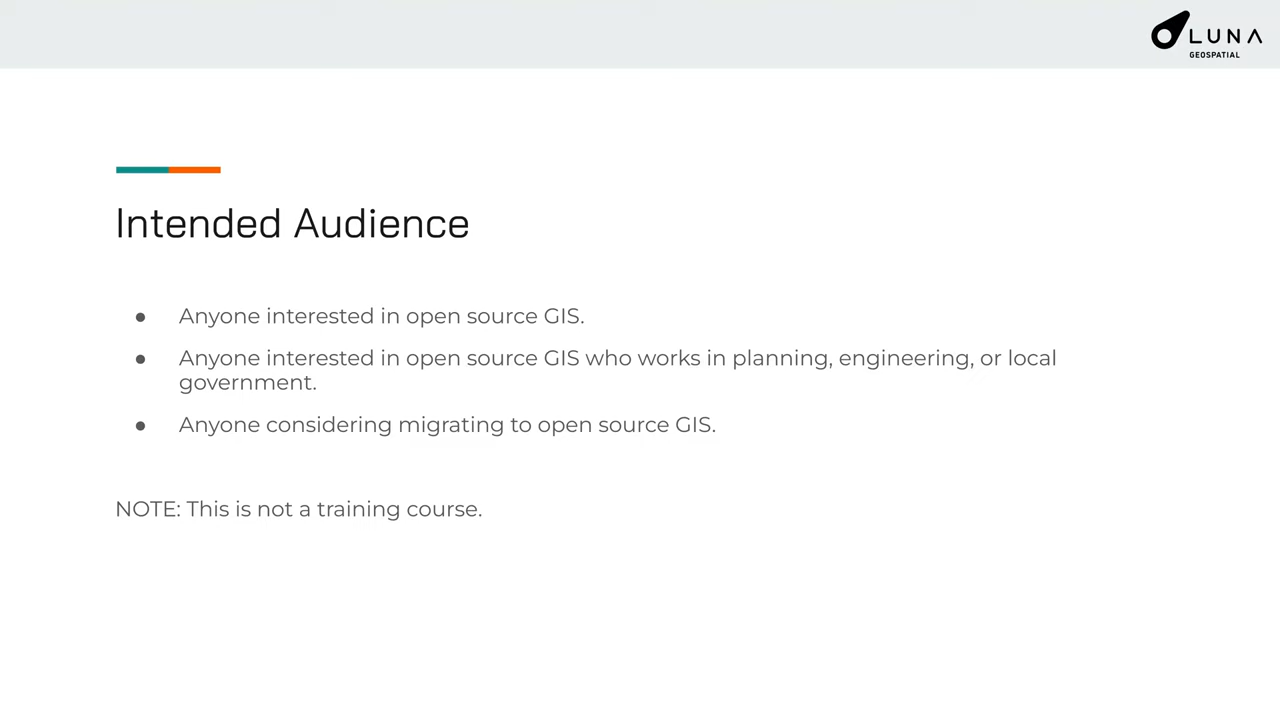 LUNA
GEOSPATIAL
Intended Audience
● Anyone interested in open source GIS.
● Anyone interested in open source GIS who works in planning, engineering, or local
government.
● Anyone considering migrating to open source GIS.
NOTE: This is not a training course.